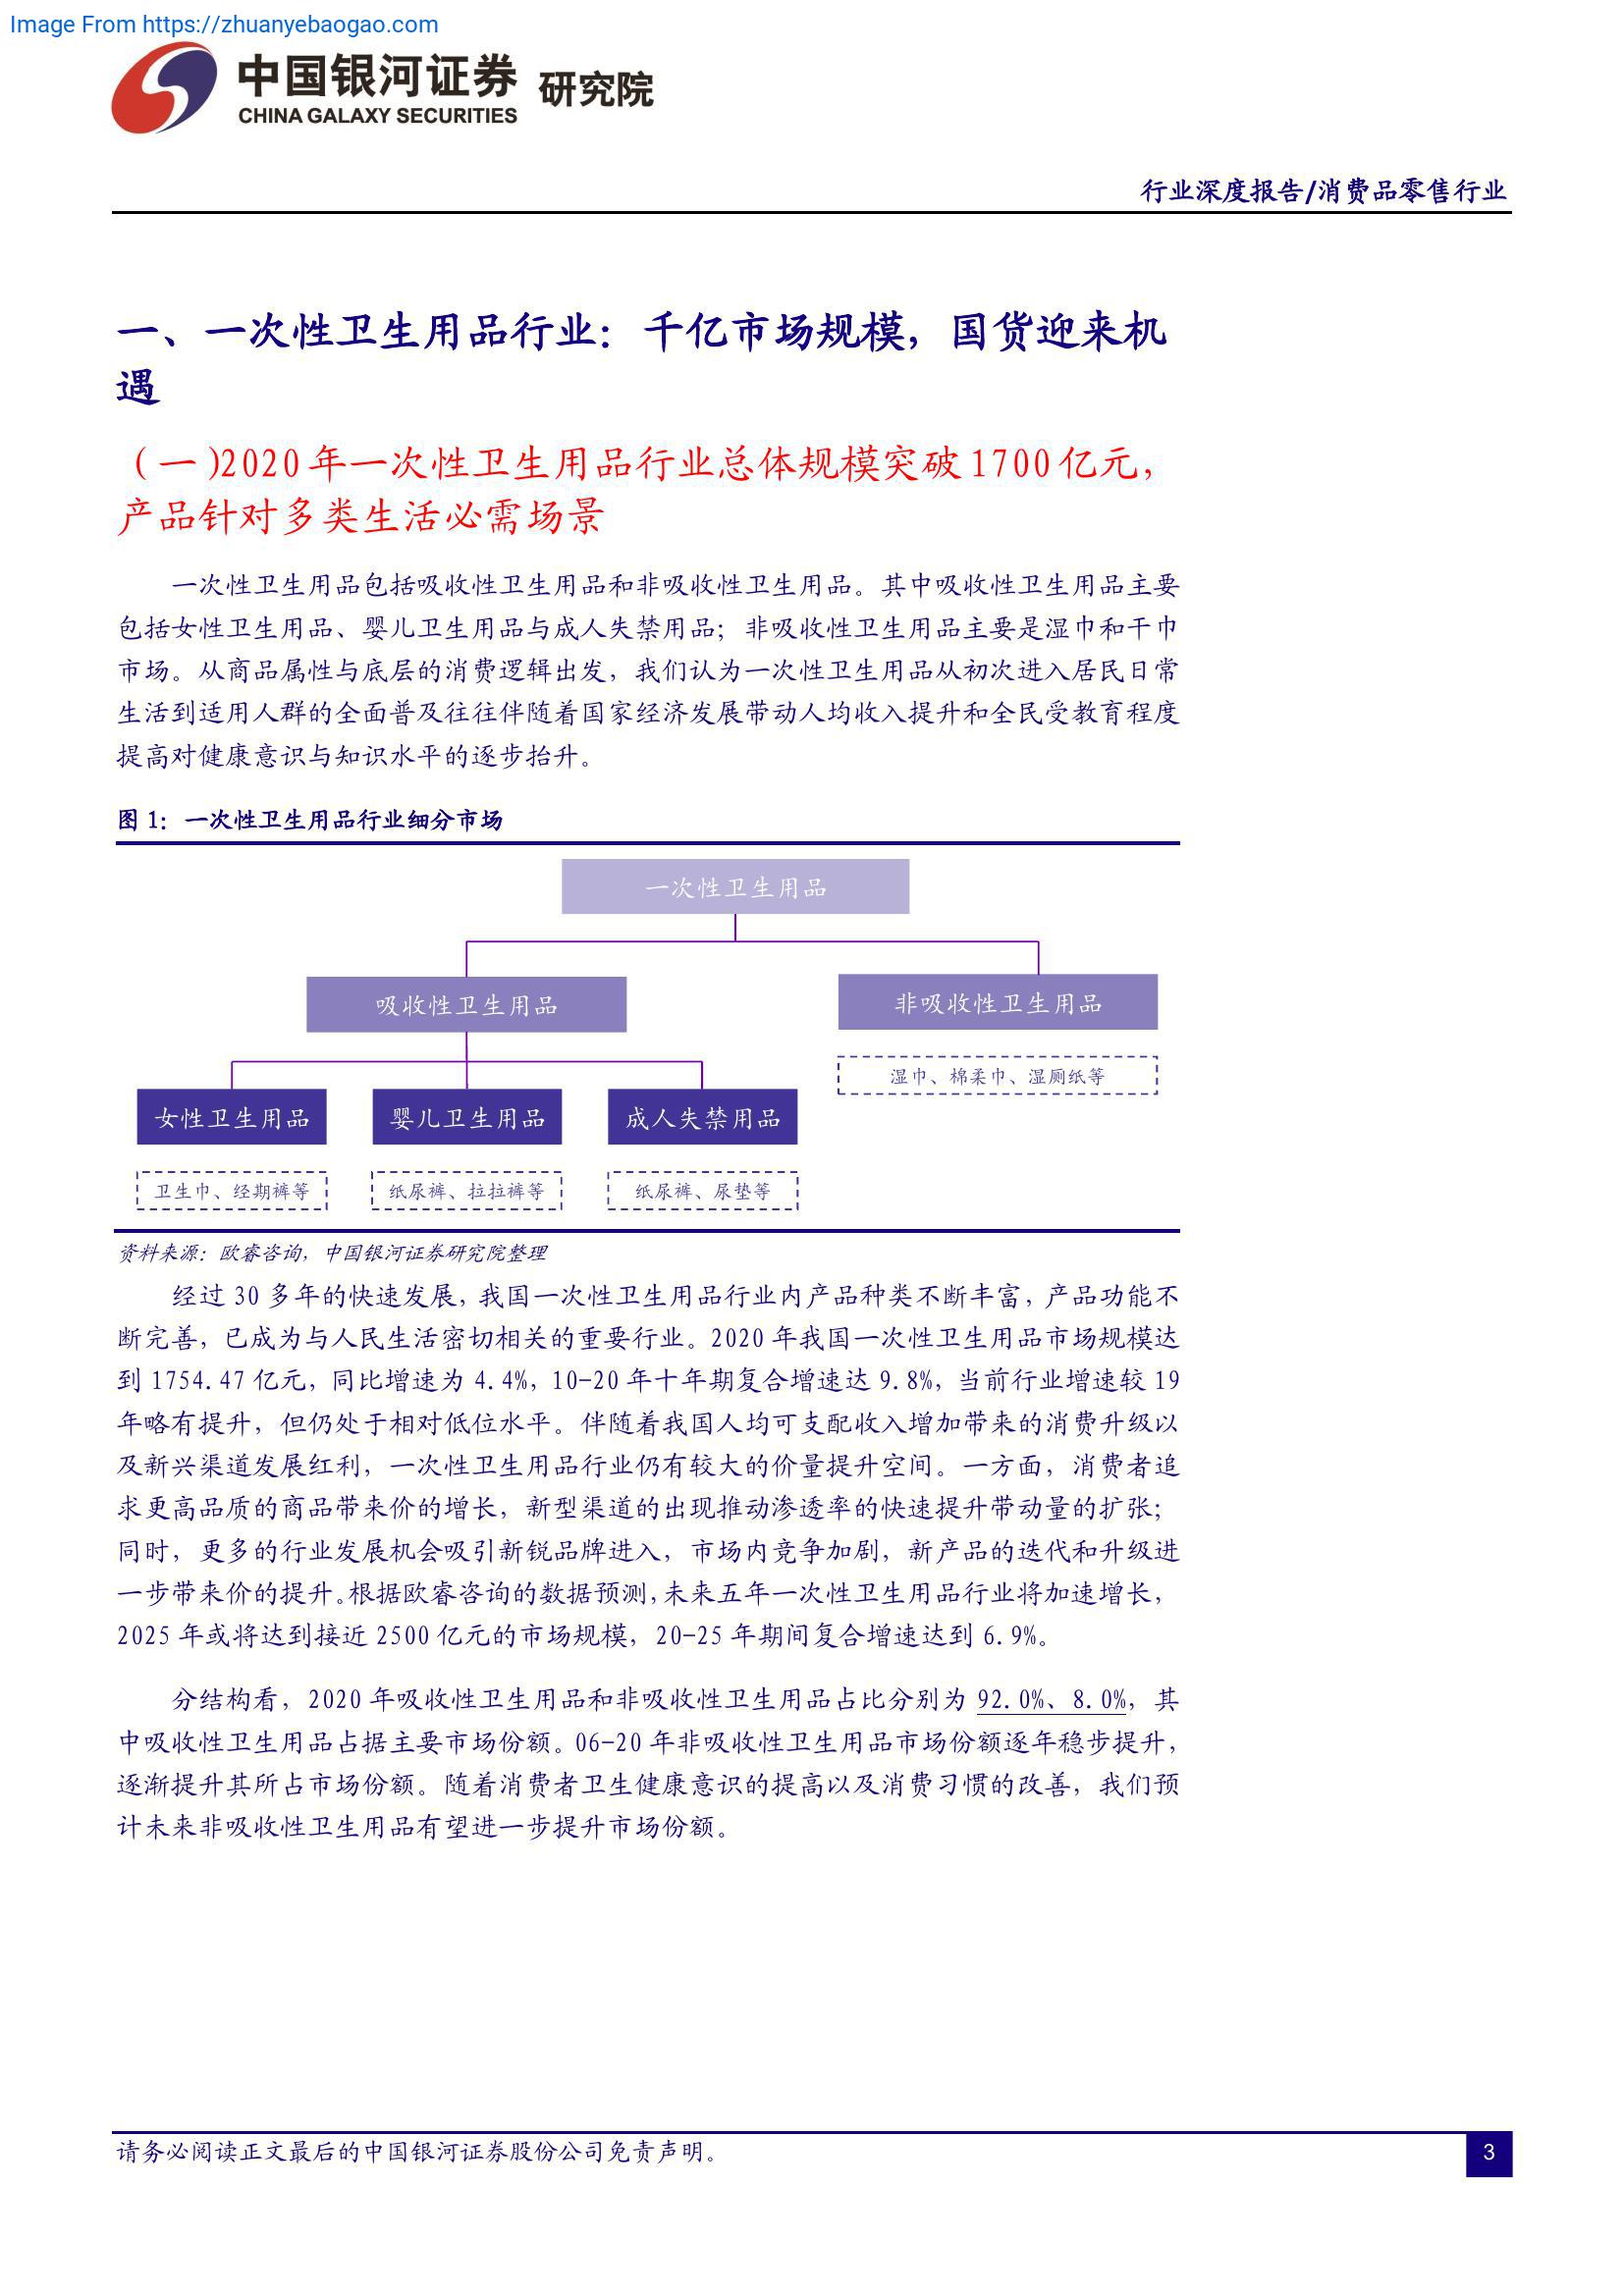 Image From https://zhuanyebaogao.com
中国银河证券 研究院
CHINA GALAXY SECURITIES
行业深度报告/消费品零售行业
一、一次性卫生用品行业：千亿市场规模，国货迎来机
遇
（一）2020 年一次性卫生用品行业总体规模突破 1700 亿元，
产品针对多类生活必需场景
一次性卫生用品包括吸收性卫生用品和非吸收性卫生用品。其中吸收性卫生用品主要
包括女性卫生用品、婴儿卫生用品与成人失禁用品；非吸收性卫生用品主要是湿巾和干巾
市场。从商品属性与底层的消费逻辑出发，我们认为一次性卫生用品从初次进入居民日常
生活到适用人群的全面普及往往伴随着国家经济发展带动人均收入提升和全民受教育程度
提高对健康意识与知识水平的逐步抬升。
图 1：一次性卫生用品行业细分市场
一次性卫生用品
吸收性卫生用品
非吸收性卫生用品
湿巾、棉柔巾、湿厕纸等
女性卫生用品
婴儿卫生用品
成人失禁用品
卫生巾、经期裤等
纸尿裤、拉拉裤等
纸尿裤、尿垫等
资料来源：欧睿咨询，中国银河证券研究院整理
经过 30 多年的快速发展，我国一次性卫生用品行业内产品种类不断丰富，产品功能不
断完善，已成为与人民生活密切相关的重要行业。2020 年我国一次性卫生用品市场规模达
到 1754.47 亿元，同比增速为 4.4%，10-20 年十年期复合增速达 9.8%，当前行业增速较 19
年略有提升，但仍处于相对低位水平。伴随着我国人均可支配收入增加带来的消费升级以
及新兴渠道发展红利，一次性卫生用品行业仍有较大的价量提升空间。一方面，消费者追
求更高品质的商品带来价的增长，新型渠道的出现推动渗透率的快速提升带动量的扩张；
同时，更多的行业发展机会吸引新锐品牌进入，市场内竞争加剧，新产品的迭代和升级进
一步带来价的提升。根据欧睿咨询的数据预测，未来五年一次性卫生用品行业将加速增长，
2025 年或将达到接近 2500 亿元的市场规模，20-25 年期间复合增速达到 6.9%。
分结构看，2020 年吸收性卫生用品和非吸收性卫生用品占比分别为 92.0%、8.0%，其
中吸收性卫生用品占据主要市场份额。06-20 年非吸收性卫生用品市场份额逐年稳步提升，
逐渐提升其所占市场份额。随着消费者卫生健康意识的提高以及消费习惯的改善，我们预
计未来非吸收性卫生用品有望进一步提升市场份额。
请务必阅读正文最后的中国银河证券股份公司免责声明。
3